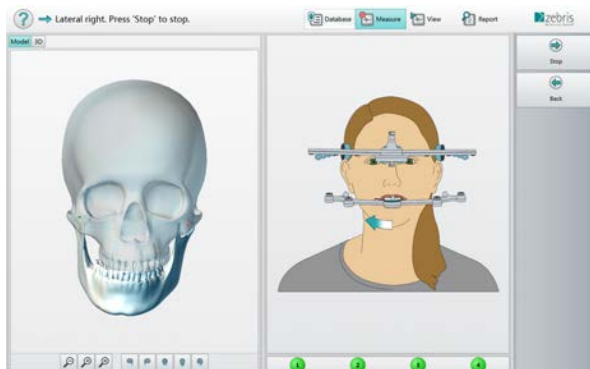 ? Lateral right. Press 'Stop' to stop.
Database Measure View Report
zebris
Model 3D
Stop
Back
1 2 3 4